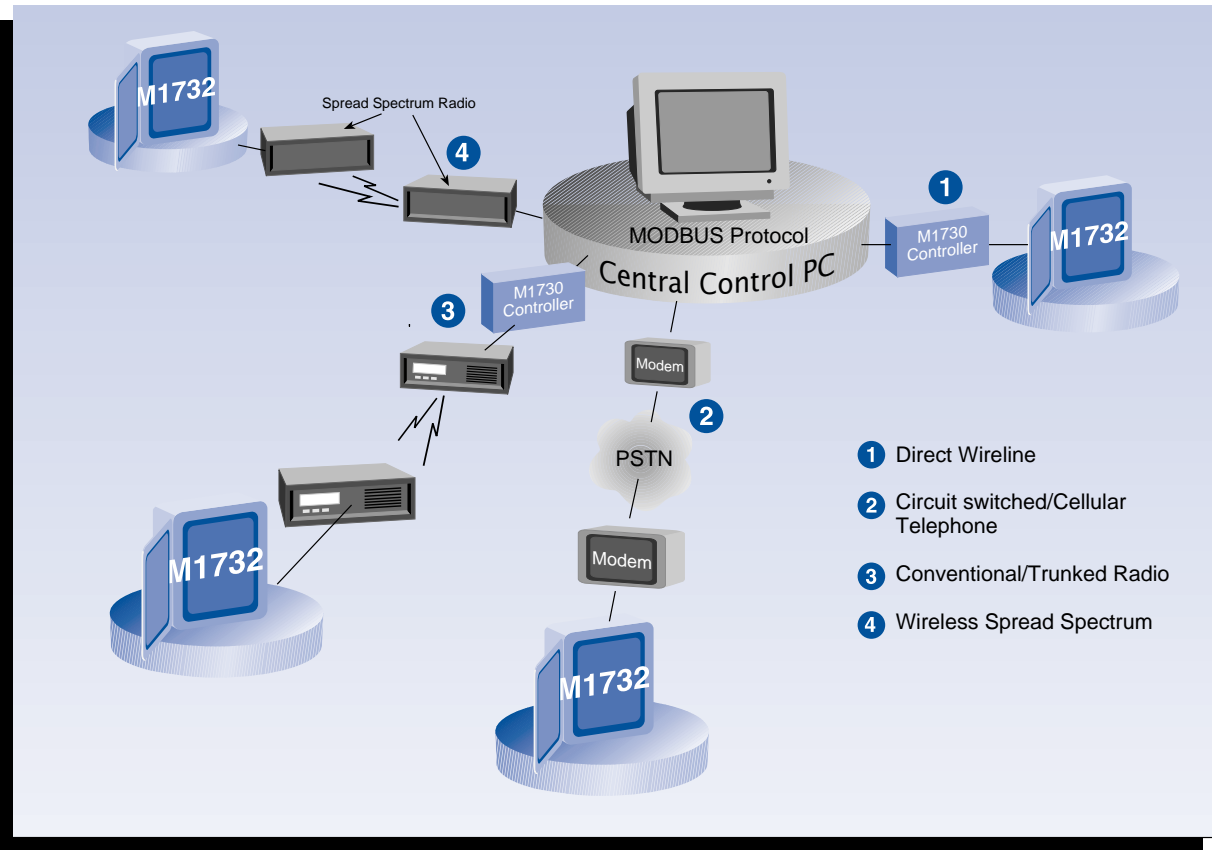 M1732
Spread Spectrum Radio
4
1
MODBUS Protocol
Central Control PC
M1730
Controller
M1732
M1730
Controller
3
Modem
2
PSTN
1 Direct Wireline
2 Circuit switched/Cellular
Telephone
3 Conventional/Trunked Radio
4 Wireless Spread Spectrum
M1732
Modem
M1732